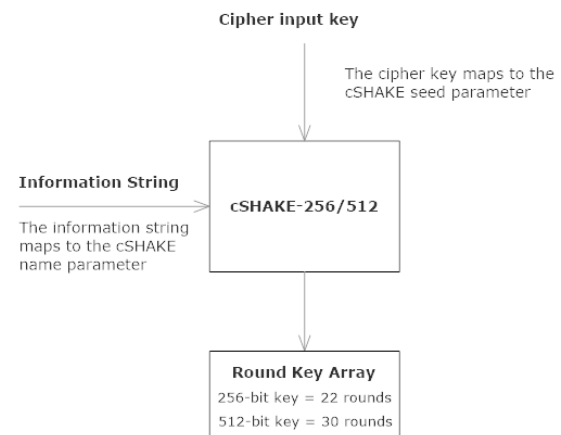 Cipher input key
The cipher key maps to the
cSHAKE seed parameter
Information String
cSHAKE-256/512
The information string
maps to the cSHAKE
name parameter
Round Key Array
256-bit key = 22 rounds
512-bit key = 30 rounds